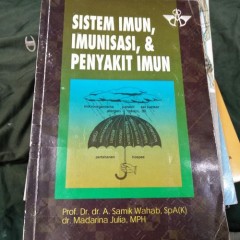 SISTEM IMUN,
IMUNISASI, &
PENYAKIT IMUN
Prof. Dr. dr. A. Samik Wahab, SpA(K)
dr. Madarina Julia, MPH